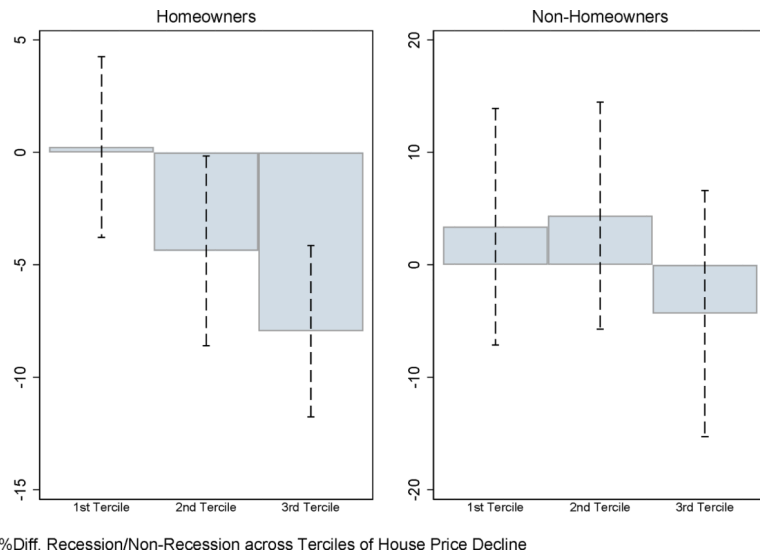 Homeowners
5
0
-5
-10
-15
1st Tercile 2nd Tercile 3rd Tercile
Non-Homeowners
20
10
0
-10
-20
1st Tercile 2nd Tercile 3rd Tercile
%Diff. Recession/Non-Recession across Terciles of House Price Decline